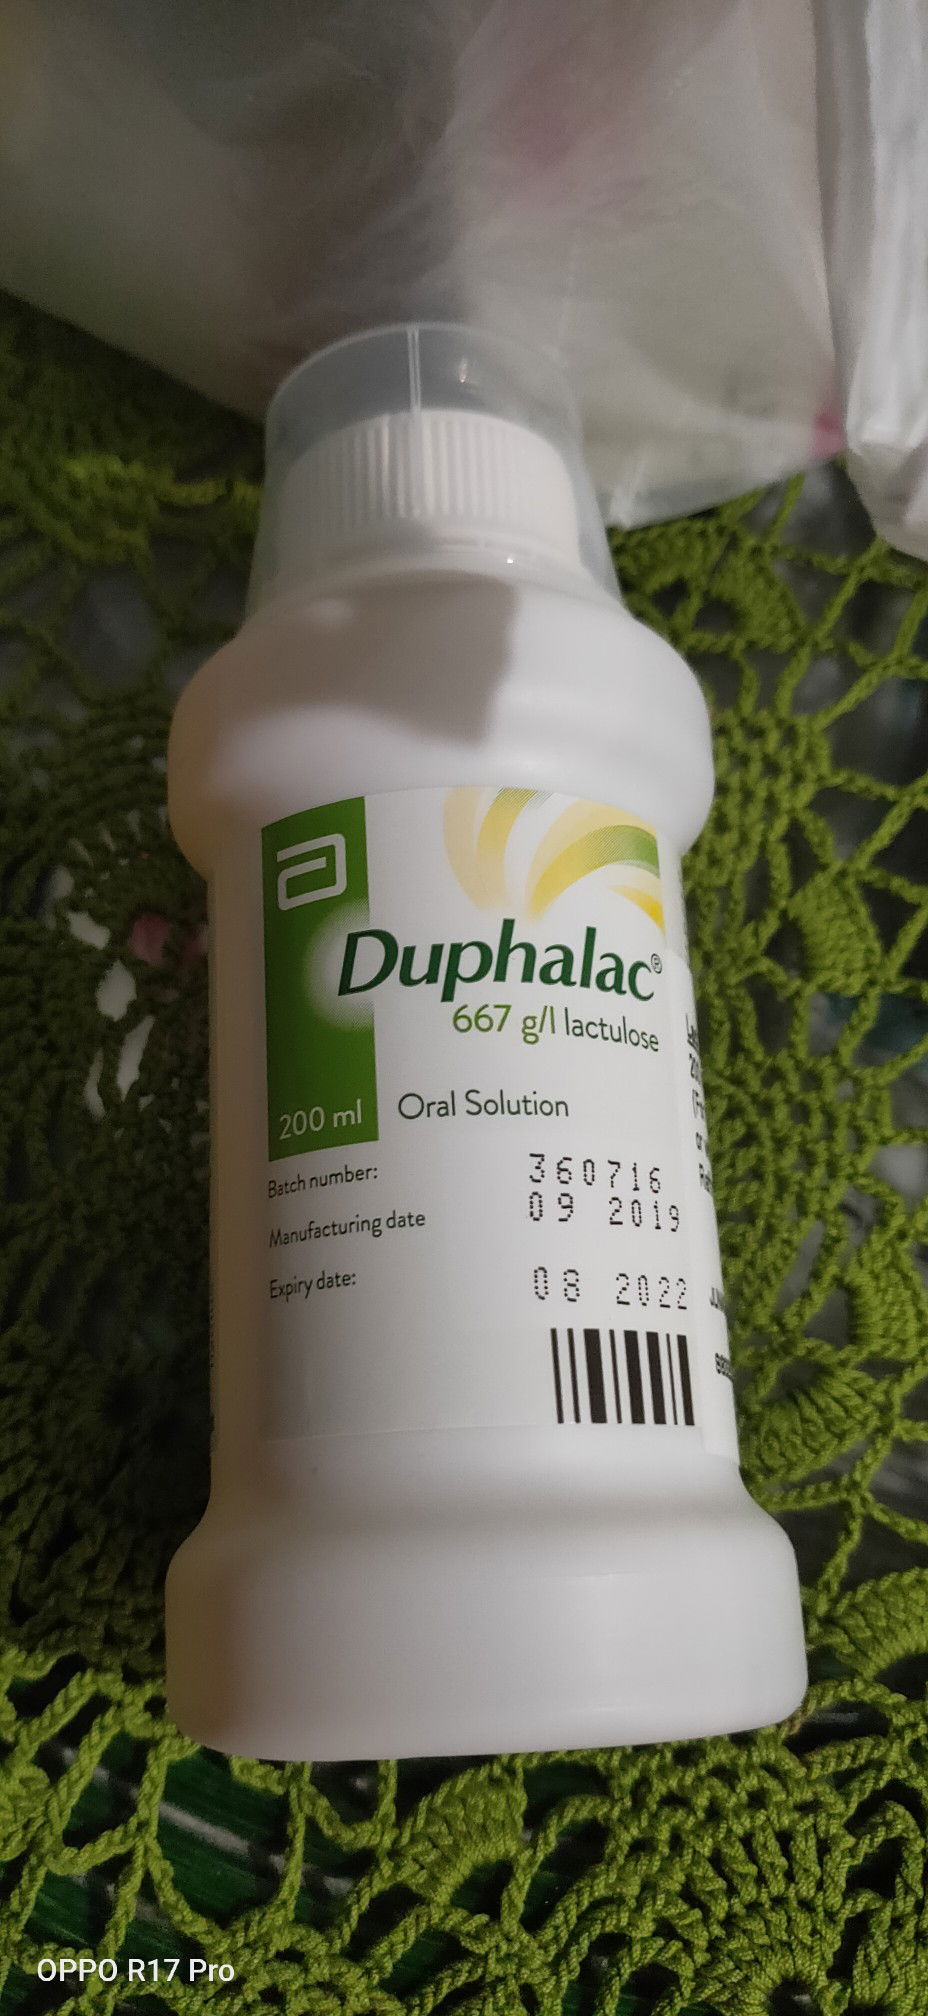 Duphalac®
667 g/l lactulose
200 ml
Oral Solution
Batch number: 360716
Manufacturing date 09 2019
Expiry date: 08 2022
OPPO R17 Pro